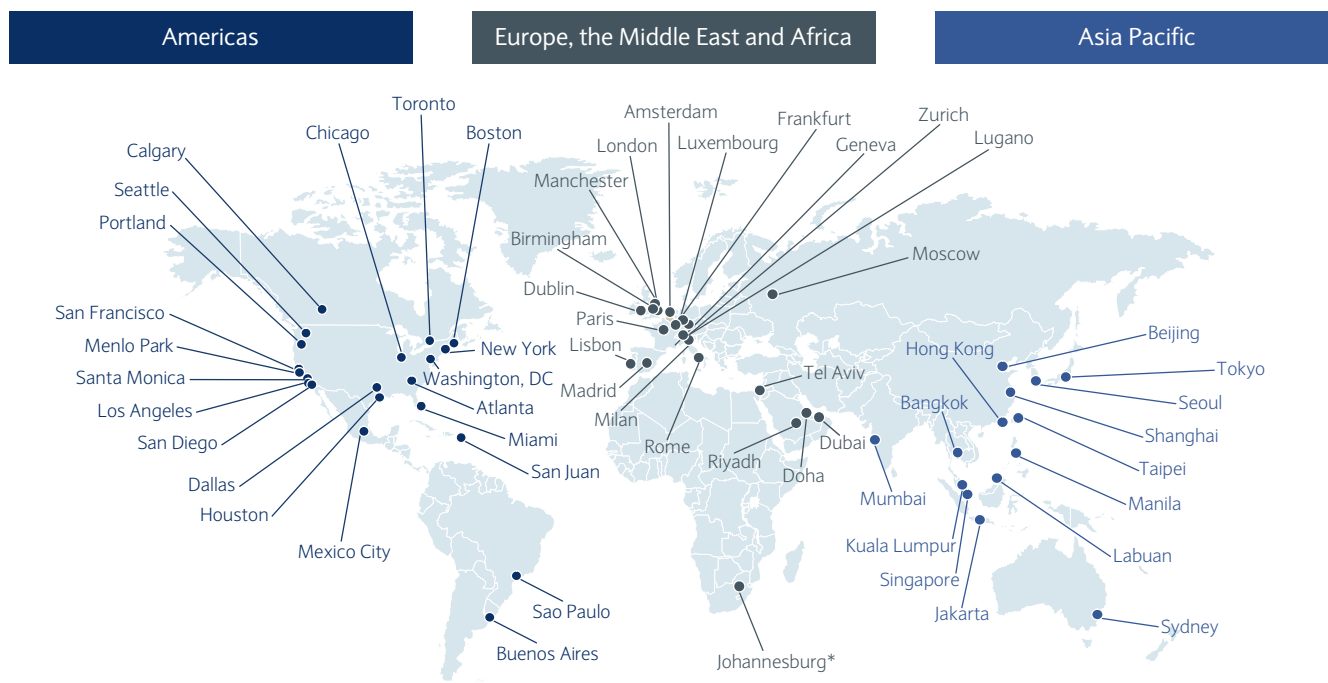 Americas
Europe, the Middle East and Africa
Asia Pacific
Toronto
Chicago
Boston
Calgary
Seattle
Portland
San Francisco
Menlo Park
Santa Monica
Los Angeles
San Diego
Dallas
Houston
Mexico City
New York
Washington, DC
Atlanta
Miami
San Juan
Sao Paulo
Buenos Aires
Amsterdam
Frankfurt
Zurich
London
Luxembourg
Geneva
Lugano
Manchester
Birmingham
Dublin
Paris
Lisbon
Madrid
Milan
Rome
Moscow
Tel Aviv
Riyadh
Doha
Dubai
Johannesburg*
Hong Kong
Beijing
Bangkok
Tokyo
Seoul
Shanghai
Taipei
Manila
Mumbai
Kuala Lumpur
Singapore
Jakarta
Labuan
Sydney